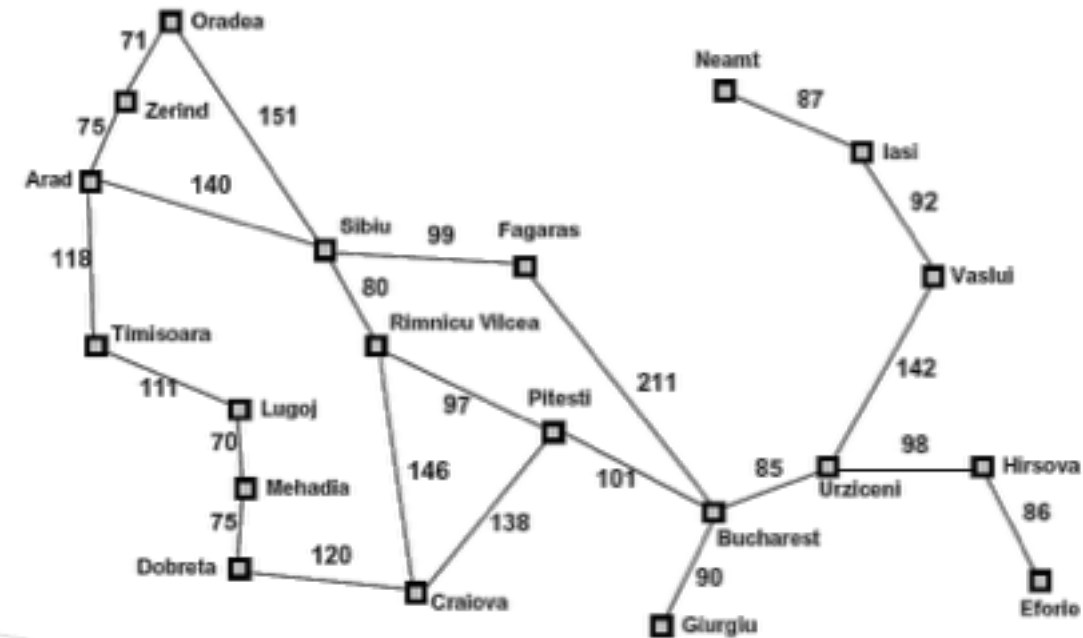 Oradea
71
Neamt
87
Zerind
75
151
Iasi
Arad
140
92
Sibiu
99
Fagaras
118
80
Vaslui
Rimnicu Vilcea
Timisoara
111
97
Pitesti
211
142
Lugoj
70
146
101
85
98
Hirsova
Mehadia
Urziceni
75
138
86
Bucharest
Dobreta
120
90
Craiova
Eforie
Giurgiu